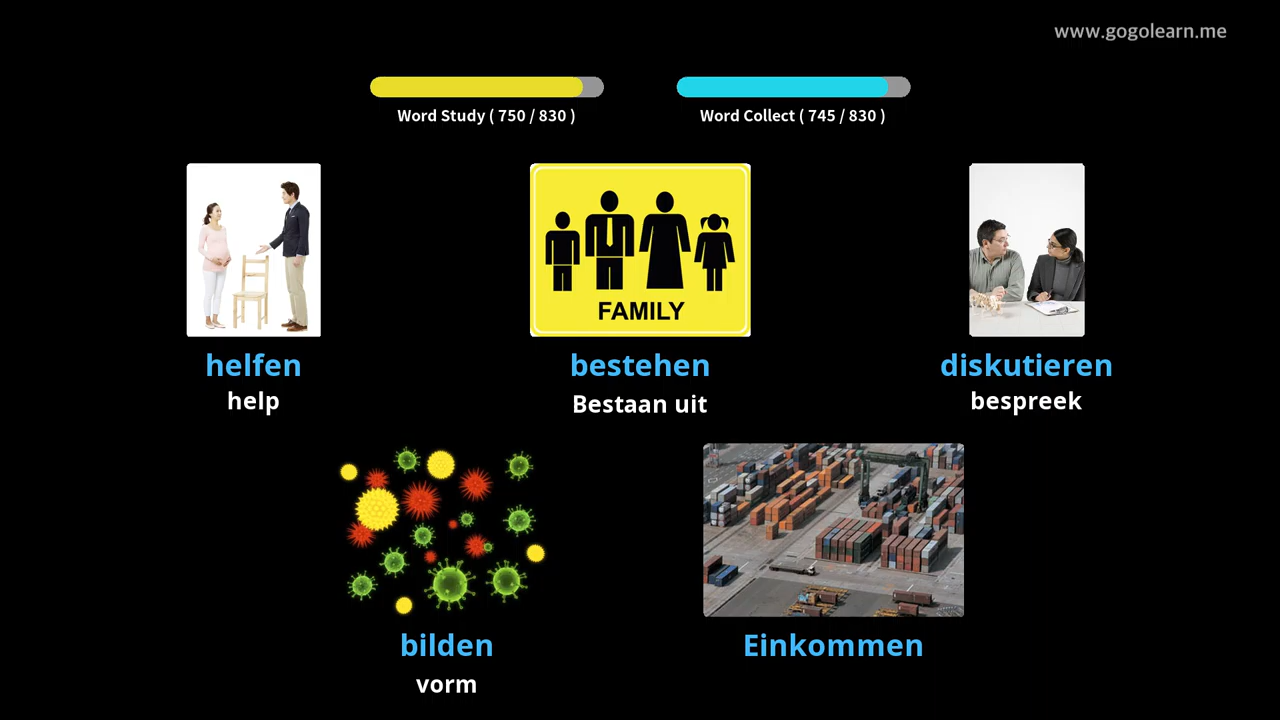 www.gogolearn.me
Word Study ( 750 / 830 )
Word Collect ( 745 / 830 )
FAMILY
helfen
help
bestehen
Bestaan uit
diskutieren
bespreek
bilden
vorm
Einkommen